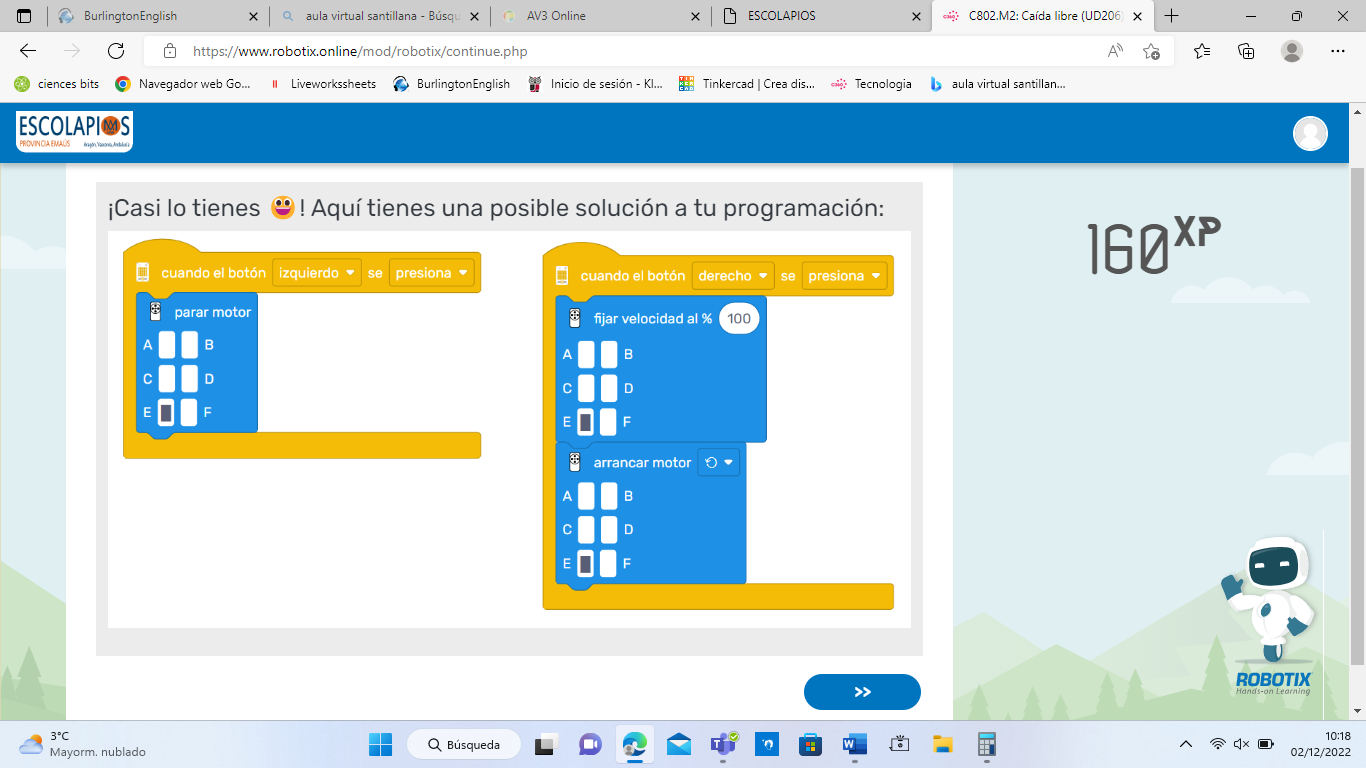 BurlingtonEnglish
aula virtual santillana - Búsqu
AV3 Online
ESCOLAPIOS
C802.M2: Caída libre (UD206)
https://www.robotix.online/mod/robotix/continue.php
ciences bits
Navegador web Go...
Liveworkssheets
BurlingtonEnglish
Inicio de sesión - Kl...
Tinkercad | Crea dis...
Tecnologia
aula virtual santillan...
ESCOLAPIOS
PROVINCIA EMAÚS
¡Casi lo tienes 😃! Aquí tienes una posible solución a tu programación:
160XP
cuando el botón izquierdo se presiona
parar motor
A B
C D
E F
cuando el botón derecho se presiona
fijar velocidad al % 100
A B
C D
E F
arrancar motor
A B
C D
E F
>>
ROBOTIX
Hands-on Learning
3°C
Mayorm. nublado
Búsqueda
10:18
02/12/2022